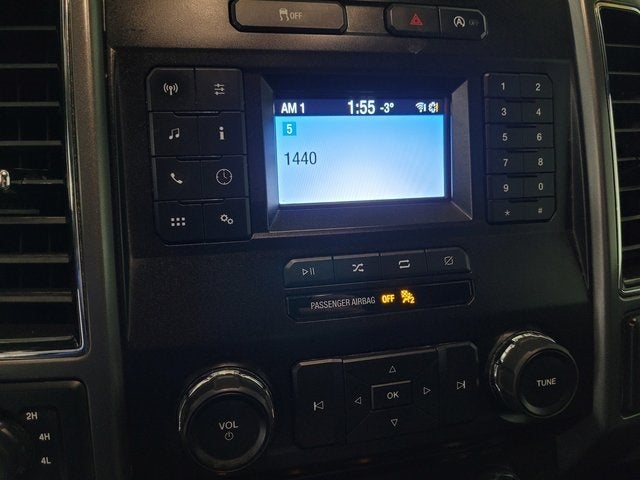 OFF
OFF
AM 1 1:55 -3°
5
1440
1 2
3 4
5 6
7 8
9 0
* #
i
PASSENGER AIRBAG OFF 2
VOL
OK
TUNE
2H
4H
4L